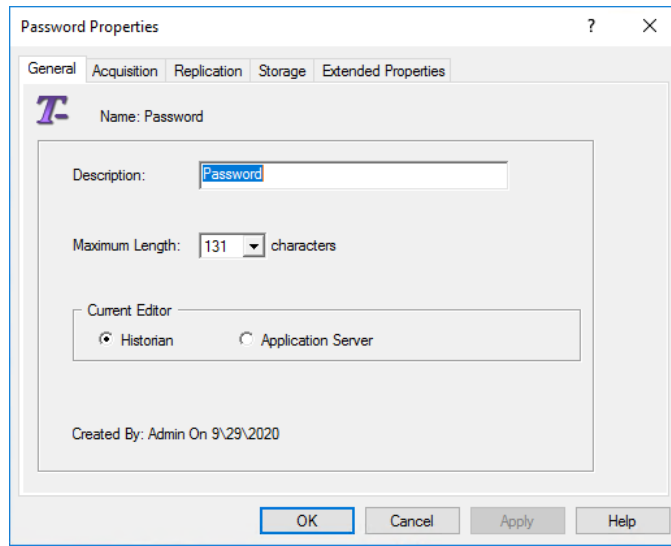 Password Properties ?
General Acquisition Replication Storage Extended Properties
T Name: Password
Description: Password
Maximum Length: 131 characters
Current Editor
Historian Application Server
Created By: Admin On 9\29\2020
OK Cancel Apply Help